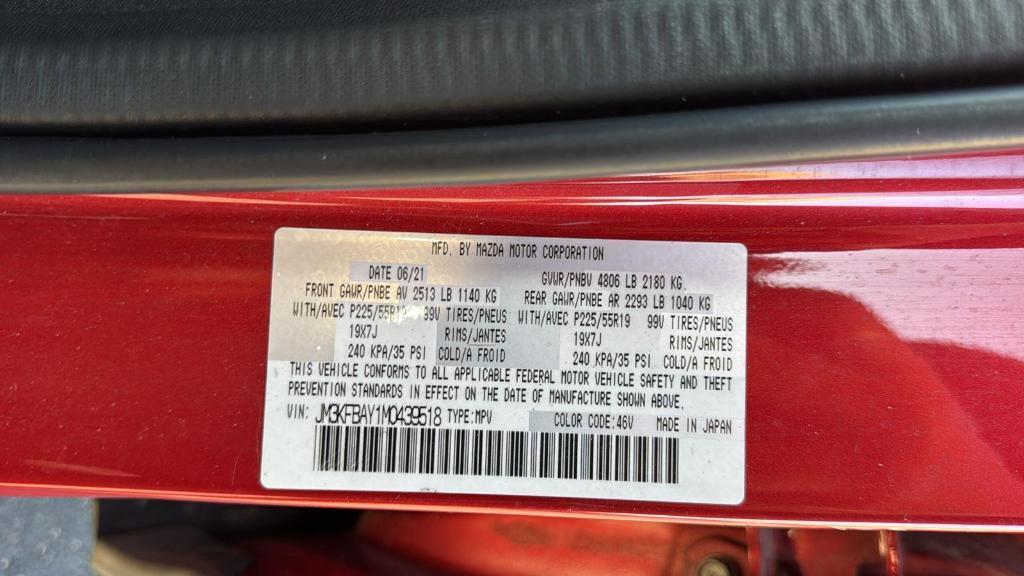 MFD. BY MAZDA MOTOR CORPORATION
DATE 06/21 GVWR/PNBV 4806 LB 2180 KG.
FRONT GAWR/PNBE AV 2513 LB 1140 KG REAR GAWR/PNBE AR 2293 LB 1040 KG
WITH/AVEC P225/55R19 99V TIRES/PNEUS WITH/AVEC P225/55R19 99V TIRES/PNEUS
19X7J RIMS/JANTES 19X7J RIMS/JANTES
240 KPA/35 PSI COLD/A FROID 240 KPA/35 PSI COLD/A FROID
THIS VEHICLE CONFORMS TO ALL APPLICABLE FEDERAL MOTOR VEHICLE SAFETY AND THEFT
PREVENTION STANDARDS IN EFFECT ON THE DATE OF MANUFACTURE SHOWN ABOVE.
VIN: JM3KFBAY1M0439518 TYPE:MPV COLOR CODE:46V MADE IN JAPAN